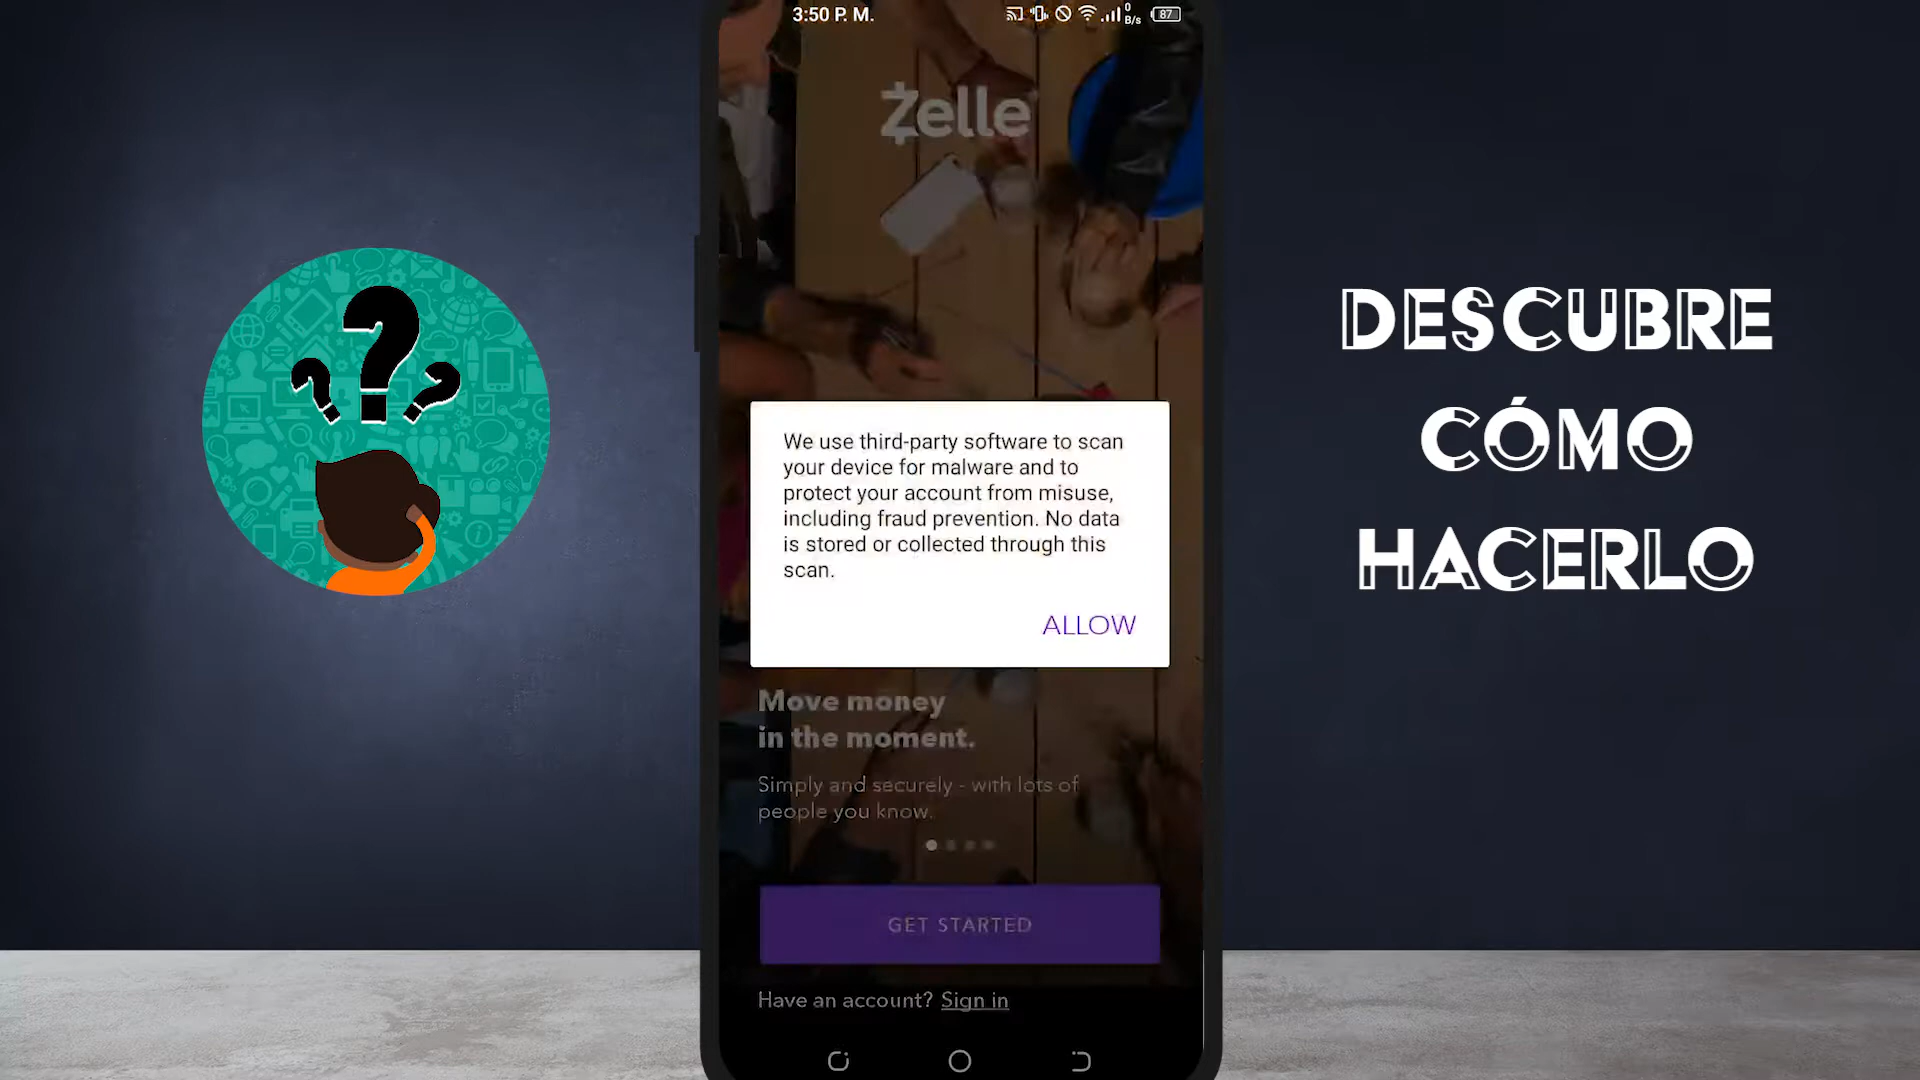 3:50 P. M.
0
B/s
87
Zelle
We use third-party software to scan
your device for malware and to
protect your account from misuse,
including fraud prevention. No data
is stored or collected through this
scan.
ALLOW
Move money
in the moment.
Simply and securely - with lots of
people you know.
GET STARTED
Have an account? Sign in
DESCUBRE
CÓMO
HACERLO